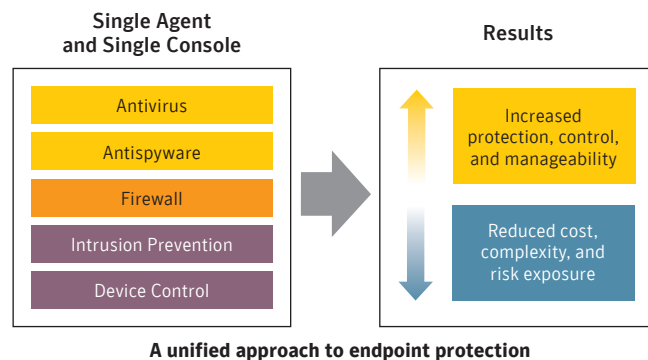 Single Agent
and Single Console
Antivirus
Antispyware
Firewall
Intrusion Prevention
Device Control
Results
Increased
protection, control,
and manageability
Reduced cost,
complexity, and
risk exposure
A unified approach to endpoint protection